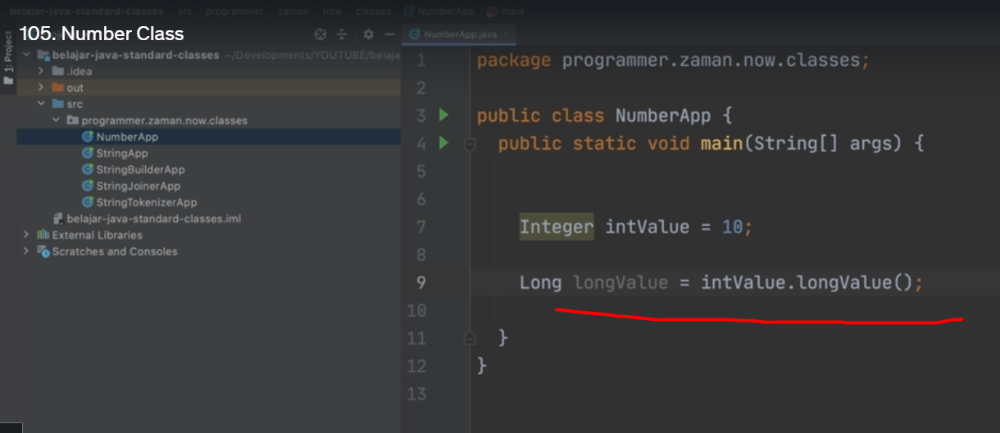 belajar-java-standard-classes src programmer zaman now classes NumberApp main
105. Number Class
1: Project
NumberApp.java
belajar-java-standard-classes ~/Developments/YOUTUBE/belaja
.idea
out
src
programmer.zaman.now.classes
NumberApp
StringApp
StringBuilderApp
StringJoinerApp
StringTokenizerApp
belajar-java-standard-classes.iml
External Libraries
Scratches and Consoles
1 package programmer.zaman.now.classes;
2
3 public class NumberApp {
4 public static void main(String[] args) {
5
6
7 Integer intValue = 10;
8
9 Long longValue = intValue.longValue();
10
11 }
12 }
13